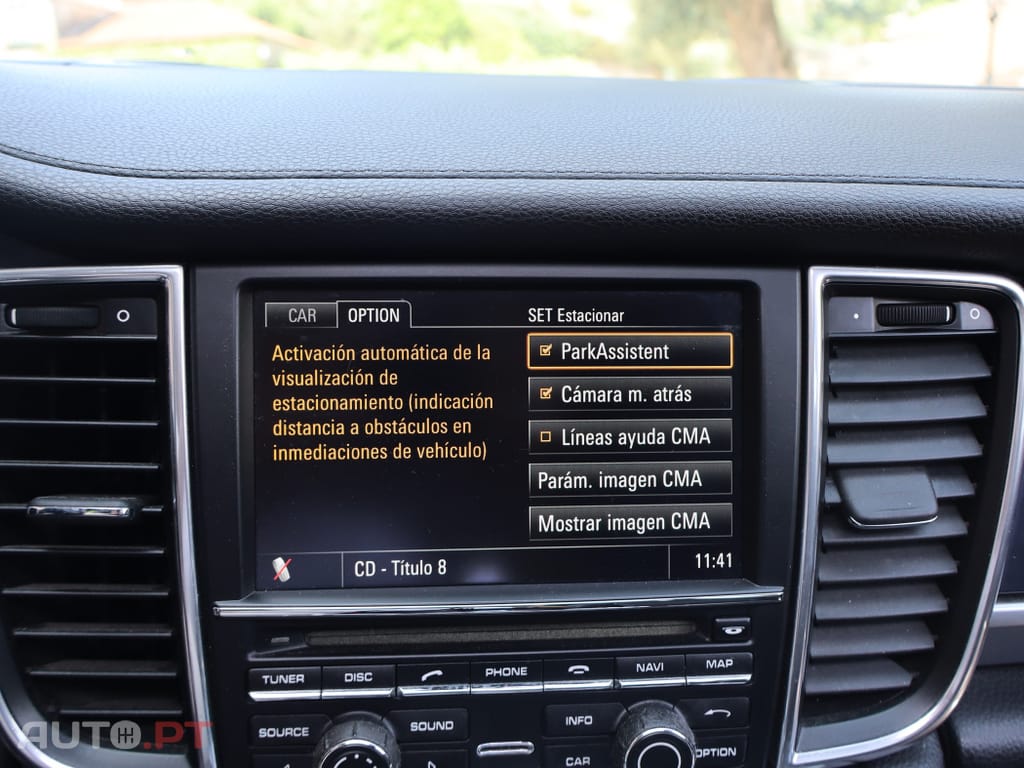 CAR OPTION SET Estacionar
Activación automática de la
visualización de
estacionamiento (indicación
distancia a obstáculos en
inmediaciones de vehículo)
ParkAssistent
Cámara m. atrás
Líneas ayuda CMA
Parám. imagen CMA
Mostrar imagen CMA
CD - Título 8 11:41
TUNER DISC PHONE NAVI MAP
SOURCE SOUND INFO
CAR OPTION
AUTO.PT